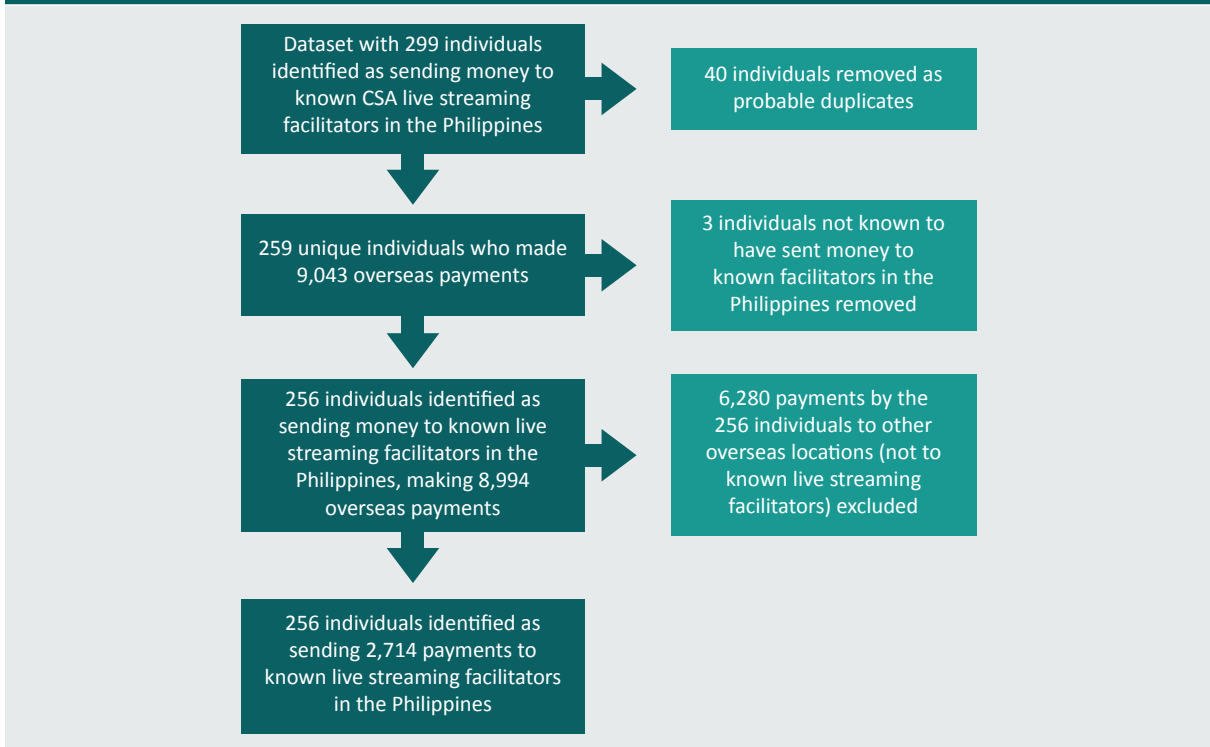 Dataset with 299 individuals
identified as sending money to
known CSA live streaming
facilitators in the Philippines
40 individuals removed as
probable duplicates
259 unique individuals who made
9,043 overseas payments
3 individuals not known to
have sent money to
known facilitators in the
Philippines removed
256 individuals identified as
sending money to known live
streaming facilitators in the
Philippines, making 8,994
overseas payments
6,280 payments by the
256 individuals to other
overseas locations (not to
known live streaming
facilitators) excluded
256 individuals identified as
sending 2,714 payments to
known live streaming facilitators
in the Philippines